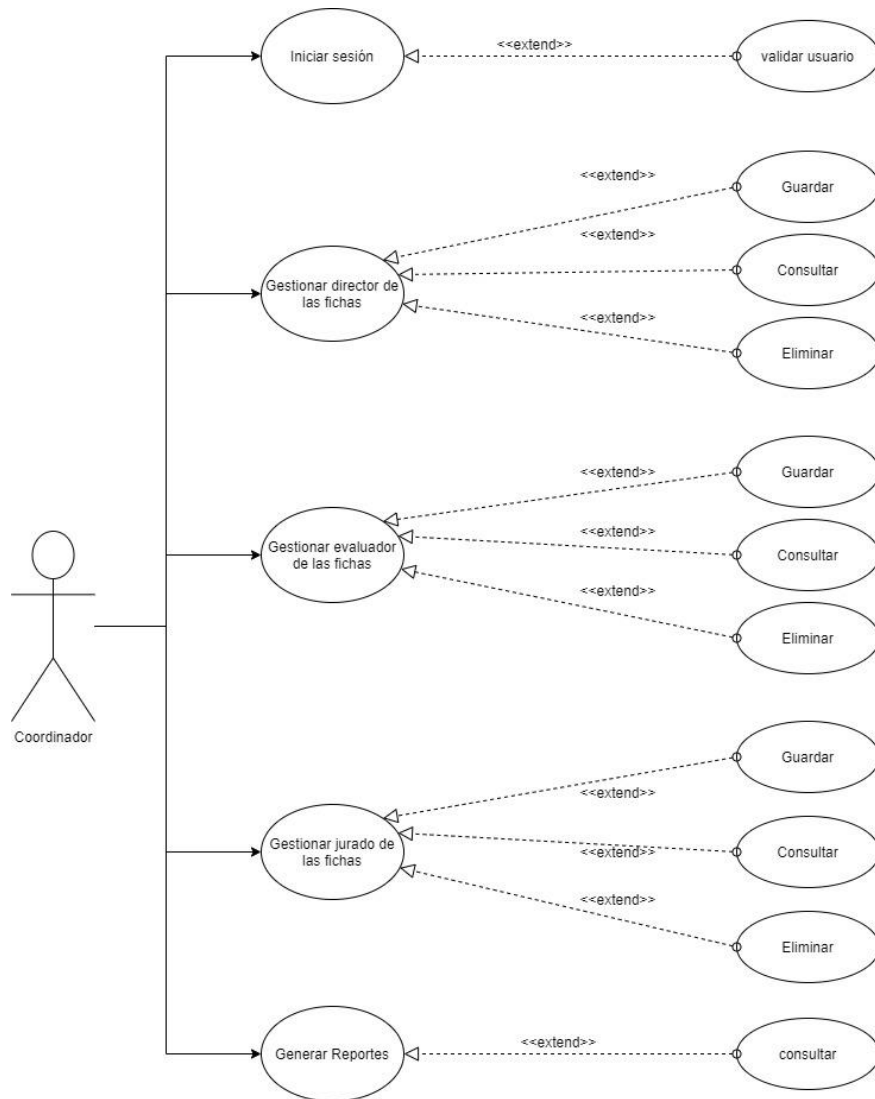 Iniciar sesión
<<extend>>
validar usuario
<<extend>>
Guardar
Gestionar director de
las fichas
<<extend>>
Consultar
<<extend>>
Eliminar
<<extend>>
Guardar
Gestionar evaluador
de las fichas
<<extend>>
Consultar
<<extend>>
Eliminar
Coordinador
Guardar
<<extend>>
Gestionar jurado de
las fichas
<<extend>>
Consultar
<<extend>>
Eliminar
Generar Reportes
<<extend>>
consultar